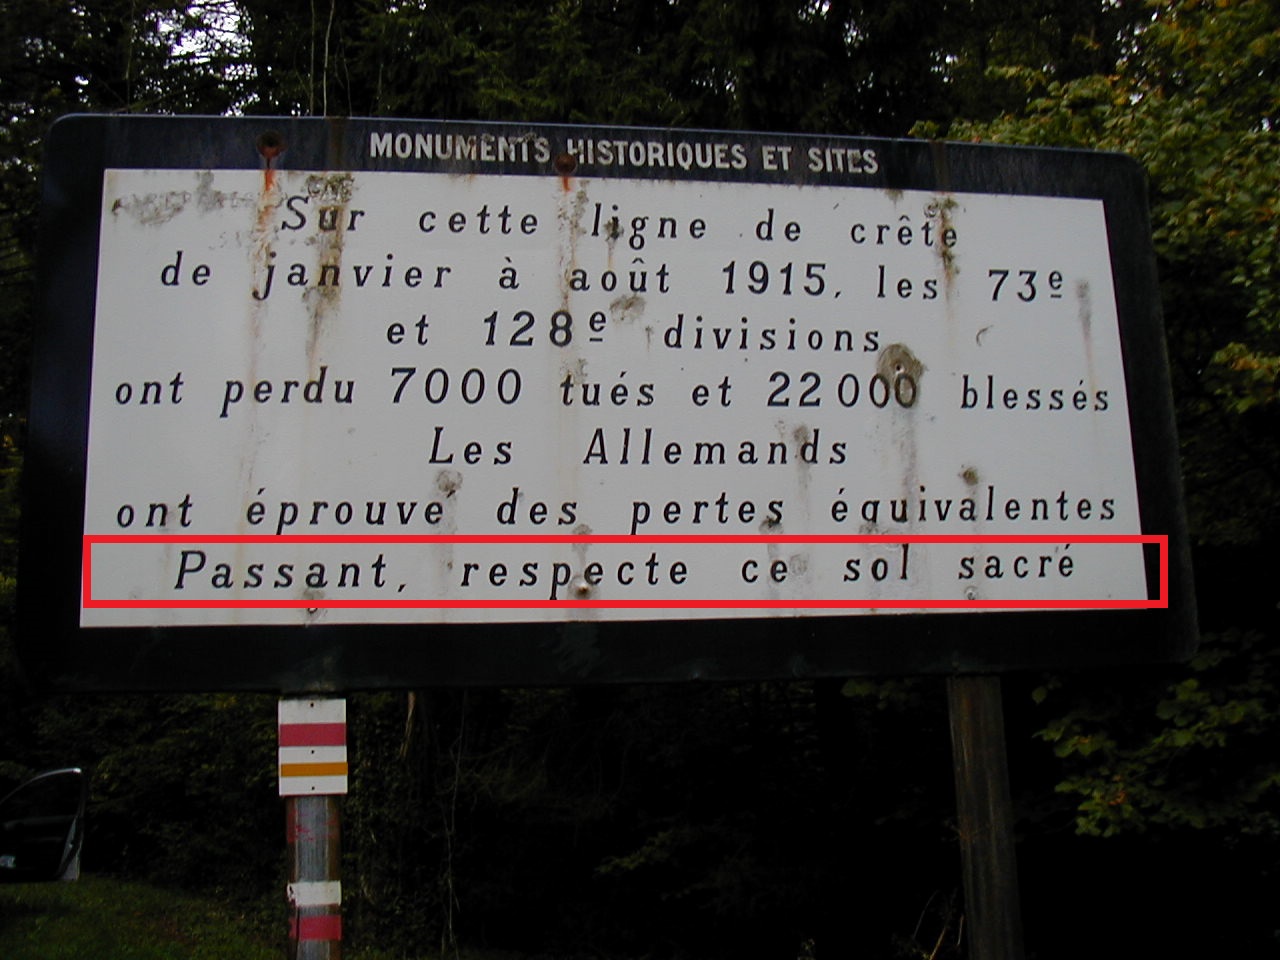 MONUMENTS HISTORIQUES ET SITES
Sur cette ligne de crête
de janvier à août 1915, les 73e
et 128e divisions
ont perdu 7000 tués et 22000 blessés
Les Allemands
ont éprouvé des pertes équivalentes
Passant, respecte ce sol sacré